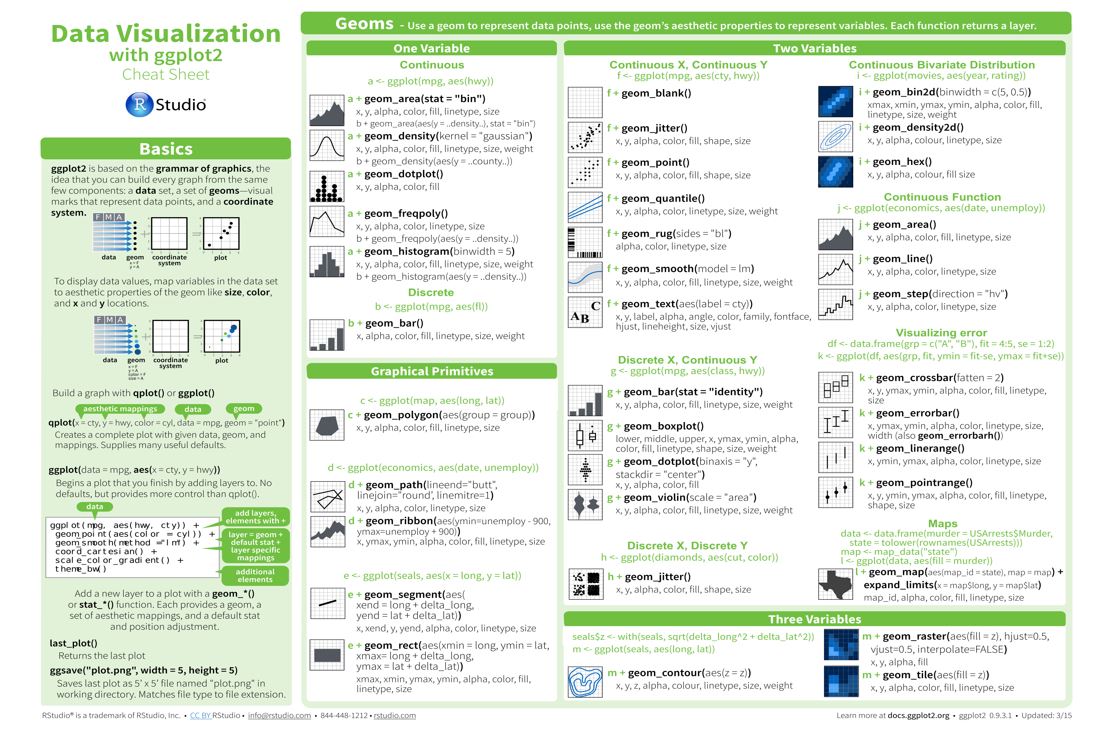 Data Visualization
with ggplot2
Cheat Sheet
R Studio
Basics
ggplot2 is based on the grammar of graphics, the
idea that you can build every graph from the same
few components: a data set, a set of geoms—visual
marks that represent data points, and a coordinate
system.
F M A
data geom coordinate system plot
x = F
y = A
To display data values, map variables in the data set
to aesthetic properties of the geom like size, color,
and x and y locations.
F M A
data geom coordinate system plot
x = F
y = A
color = F
size = A
Build a graph with qplot() or ggplot()
aesthetic mappings data geom
qplot(x = cty, y = hwy, color = cyl, data = mpg, geom = "point")
Creates a complete plot with given data, geom, and
mappings. Supplies many useful defaults.
ggplot(data = mpg, aes(x = cty, y = hwy))
Begins a plot that you finish by adding layers to. No
defaults, but provides more control than qplot().
data
ggplot(mpg, aes(hwy, cty)) +
geom_point(aes(color = cyl)) +
geom_smooth(method ="lm") +
coord_cartesian() +
scale_color_gradient() +
theme_bw()
add layers,
elements with +
layer = geom +
default stat +
layer specific
mappings
additional
elements
Add a new layer to a plot with a geom_*()
or stat_*() function. Each provides a geom, a
set of aesthetic mappings, and a default stat
and position adjustment.
last_plot()
Returns the last plot
ggsave("plot.png", width = 5, height = 5)
Saves last plot as 5' x 5' file named "plot.png" in
working directory. Matches file type to file extension.
Geoms - Use a geom to represent data points, use the geom's aesthetic properties to represent variables. Each function returns a layer.
One Variable
Continuous
a <- ggplot(mpg, aes(hwy))
a + geom_area(stat = "bin")
x, y, alpha, color, fill, linetype, size
b + geom_area(aes(y = ..density..), stat = "bin")
a + geom_density(kernel = "gaussian")
x, y, alpha, color, fill, linetype, size, weight
b + geom_density(aes(y = ..county..))
a + geom_dotplot()
x, y, alpha, color, fill
a + geom_freqpoly()
x, y, alpha, color, linetype, size
b + geom_freqpoly(aes(y = ..density..))
a + geom_histogram(binwidth = 5)
x, y, alpha, color, fill, linetype, size, weight
b + geom_histogram(aes(y = ..density..))
Discrete
b <- ggplot(mpg, aes(fl))
b + geom_bar()
x, alpha, color, fill, linetype, size, weight
Graphical Primitives
c <- ggplot(map, aes(long, lat))
c + geom_polygon(aes(group = group))
x, y, alpha, color, fill, linetype, size
d <- ggplot(economics, aes(date, unemploy))
d + geom_path(lineend="butt",
linejoin="round', linemitre=1)
x, y, alpha, color, linetype, size
d + geom_ribbon(aes(ymin=unemploy - 900,
ymax=unemploy + 900))
x, ymax, ymin, alpha, color, fill, linetype, size
e <- ggplot(seals, aes(x = long, y = lat))
e + geom_segment(aes(
xend = long + delta_long,
yend = lat + delta_lat))
x, xend, y, yend, alpha, color, linetype, size
e + geom_rect(aes(xmin = long, ymin = lat,
xmax= long + delta_long,
ymax = lat + delta_lat))
xmax, xmin, ymax, ymin, alpha, color, fill,
linetype, size
Two Variables
Continuous X, Continuous Y
f <- ggplot(mpg, aes(cty, hwy))
f + geom_blank()
f + geom_jitter()
x, y, alpha, color, fill, shape, size
f + geom_point()
x, y, alpha, color, fill, shape, size
f + geom_quantile()
x, y, alpha, color, linetype, size, weight
f + geom_rug(sides = "bl")
alpha, color, linetype, size
f + geom_smooth(model = lm)
x, y, alpha, color, fill, linetype, size, weight
A B C
f + geom_text(aes(label = cty))
x, y, label, alpha, angle, color, family, fontface,
hjust, lineheight, size, vjust
Discrete X, Continuous Y
g <- ggplot(mpg, aes(class, hwy))
g + geom_bar(stat = "identity")
x, y, alpha, color, fill, linetype, size, weight
g + geom_boxplot()
lower, middle, upper, x, ymax, ymin, alpha,
color, fill, linetype, shape, size, weight
g + geom_dotplot(binaxis = "y",
stackdir = "center")
x, y, alpha, color, fill
g + geom_violin(scale = "area")
x, y, alpha, color, fill, linetype, size, weight
Discrete X, Discrete Y
h <- ggplot(diamonds, aes(cut, color))
h + geom_jitter()
x, y, alpha, color, fill, shape, size
Continuous Bivariate Distribution
i <- ggplot(movies, aes(year, rating))
i + geom_bin2d(binwidth = c(5, 0.5))
xmax, xmin, ymax, ymin, alpha, color, fill,
linetype, size, weight
i + geom_density2d()
x, y, alpha, colour, linetype, size
i + geom_hex()
x, y, alpha, colour, fill size
Continuous Function
j <- ggplot(economics, aes(date, unemploy))
j + geom_area()
x, y, alpha, color, fill, linetype, size
j + geom_line()
x, y, alpha, color, linetype, size
j + geom_step(direction = "hv")
x, y, alpha, color, linetype, size
Visualizing error
df <- data.frame(grp = c("A", "B"), fit = 4:5, se = 1:2)
k <- ggplot(df, aes(grp, fit, ymin = fit-se, ymax = fit+se))
k + geom_crossbar(fatten = 2)
x, y, ymax, ymin, alpha, color, fill, linetype,
size
k + geom_errorbar()
x, ymax, ymin, alpha, color, linetype, size,
width (also geom_errorbarh())
k + geom_linerange()
x, ymin, ymax, alpha, color, linetype, size
k + geom_pointrange()
x, y, ymin, ymax, alpha, color, fill, linetype,
shape, size
Maps
data <- data.frame(murder = USArrests$Murder,
state = tolower(rownames(USArrests)))
map <- map_data("state")
l <- ggplot(data, aes(fill = murder))
l + geom_map(aes(map_id = state), map = map) +
expand_limits(x = map$long, y = map$lat)
map_id, alpha, color, fill, linetype, size
Three Variables
seals$z <- with(seals, sqrt(delta_long^2 + delta_lat^2))
m <- ggplot(seals, aes(long, lat))
m + geom_contour(aes(z = z))
x, y, z, alpha, colour, linetype, size, weight
m + geom_raster(aes(fill = z), hjust=0.5,
vjust=0.5, interpolate=FALSE)
x, y, alpha, fill
m + geom_tile(aes(fill = z))
x, y, alpha, color, fill, linetype, size
RStudio® is a trademark of RStudio, Inc. • CC BY RStudio • info@rstudio.com • 844-448-1212 • rstudio.com
Learn more at docs.ggplot2.org • ggplot2 0.9.3.1 • Updated: 3/15